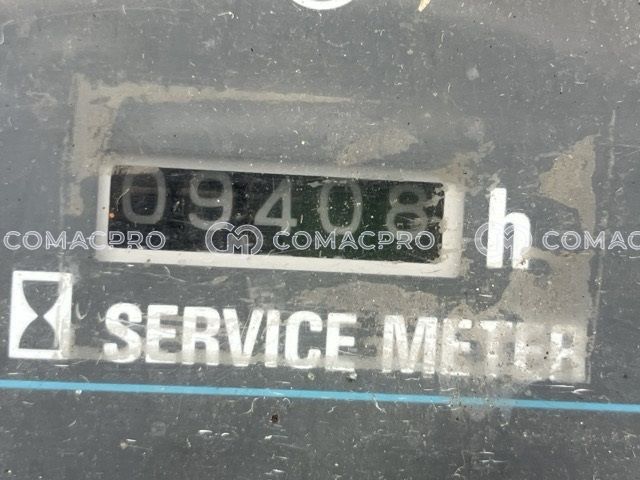 09408 h
COMACPRO COMACPRO COMACPRO
SERVICE METER